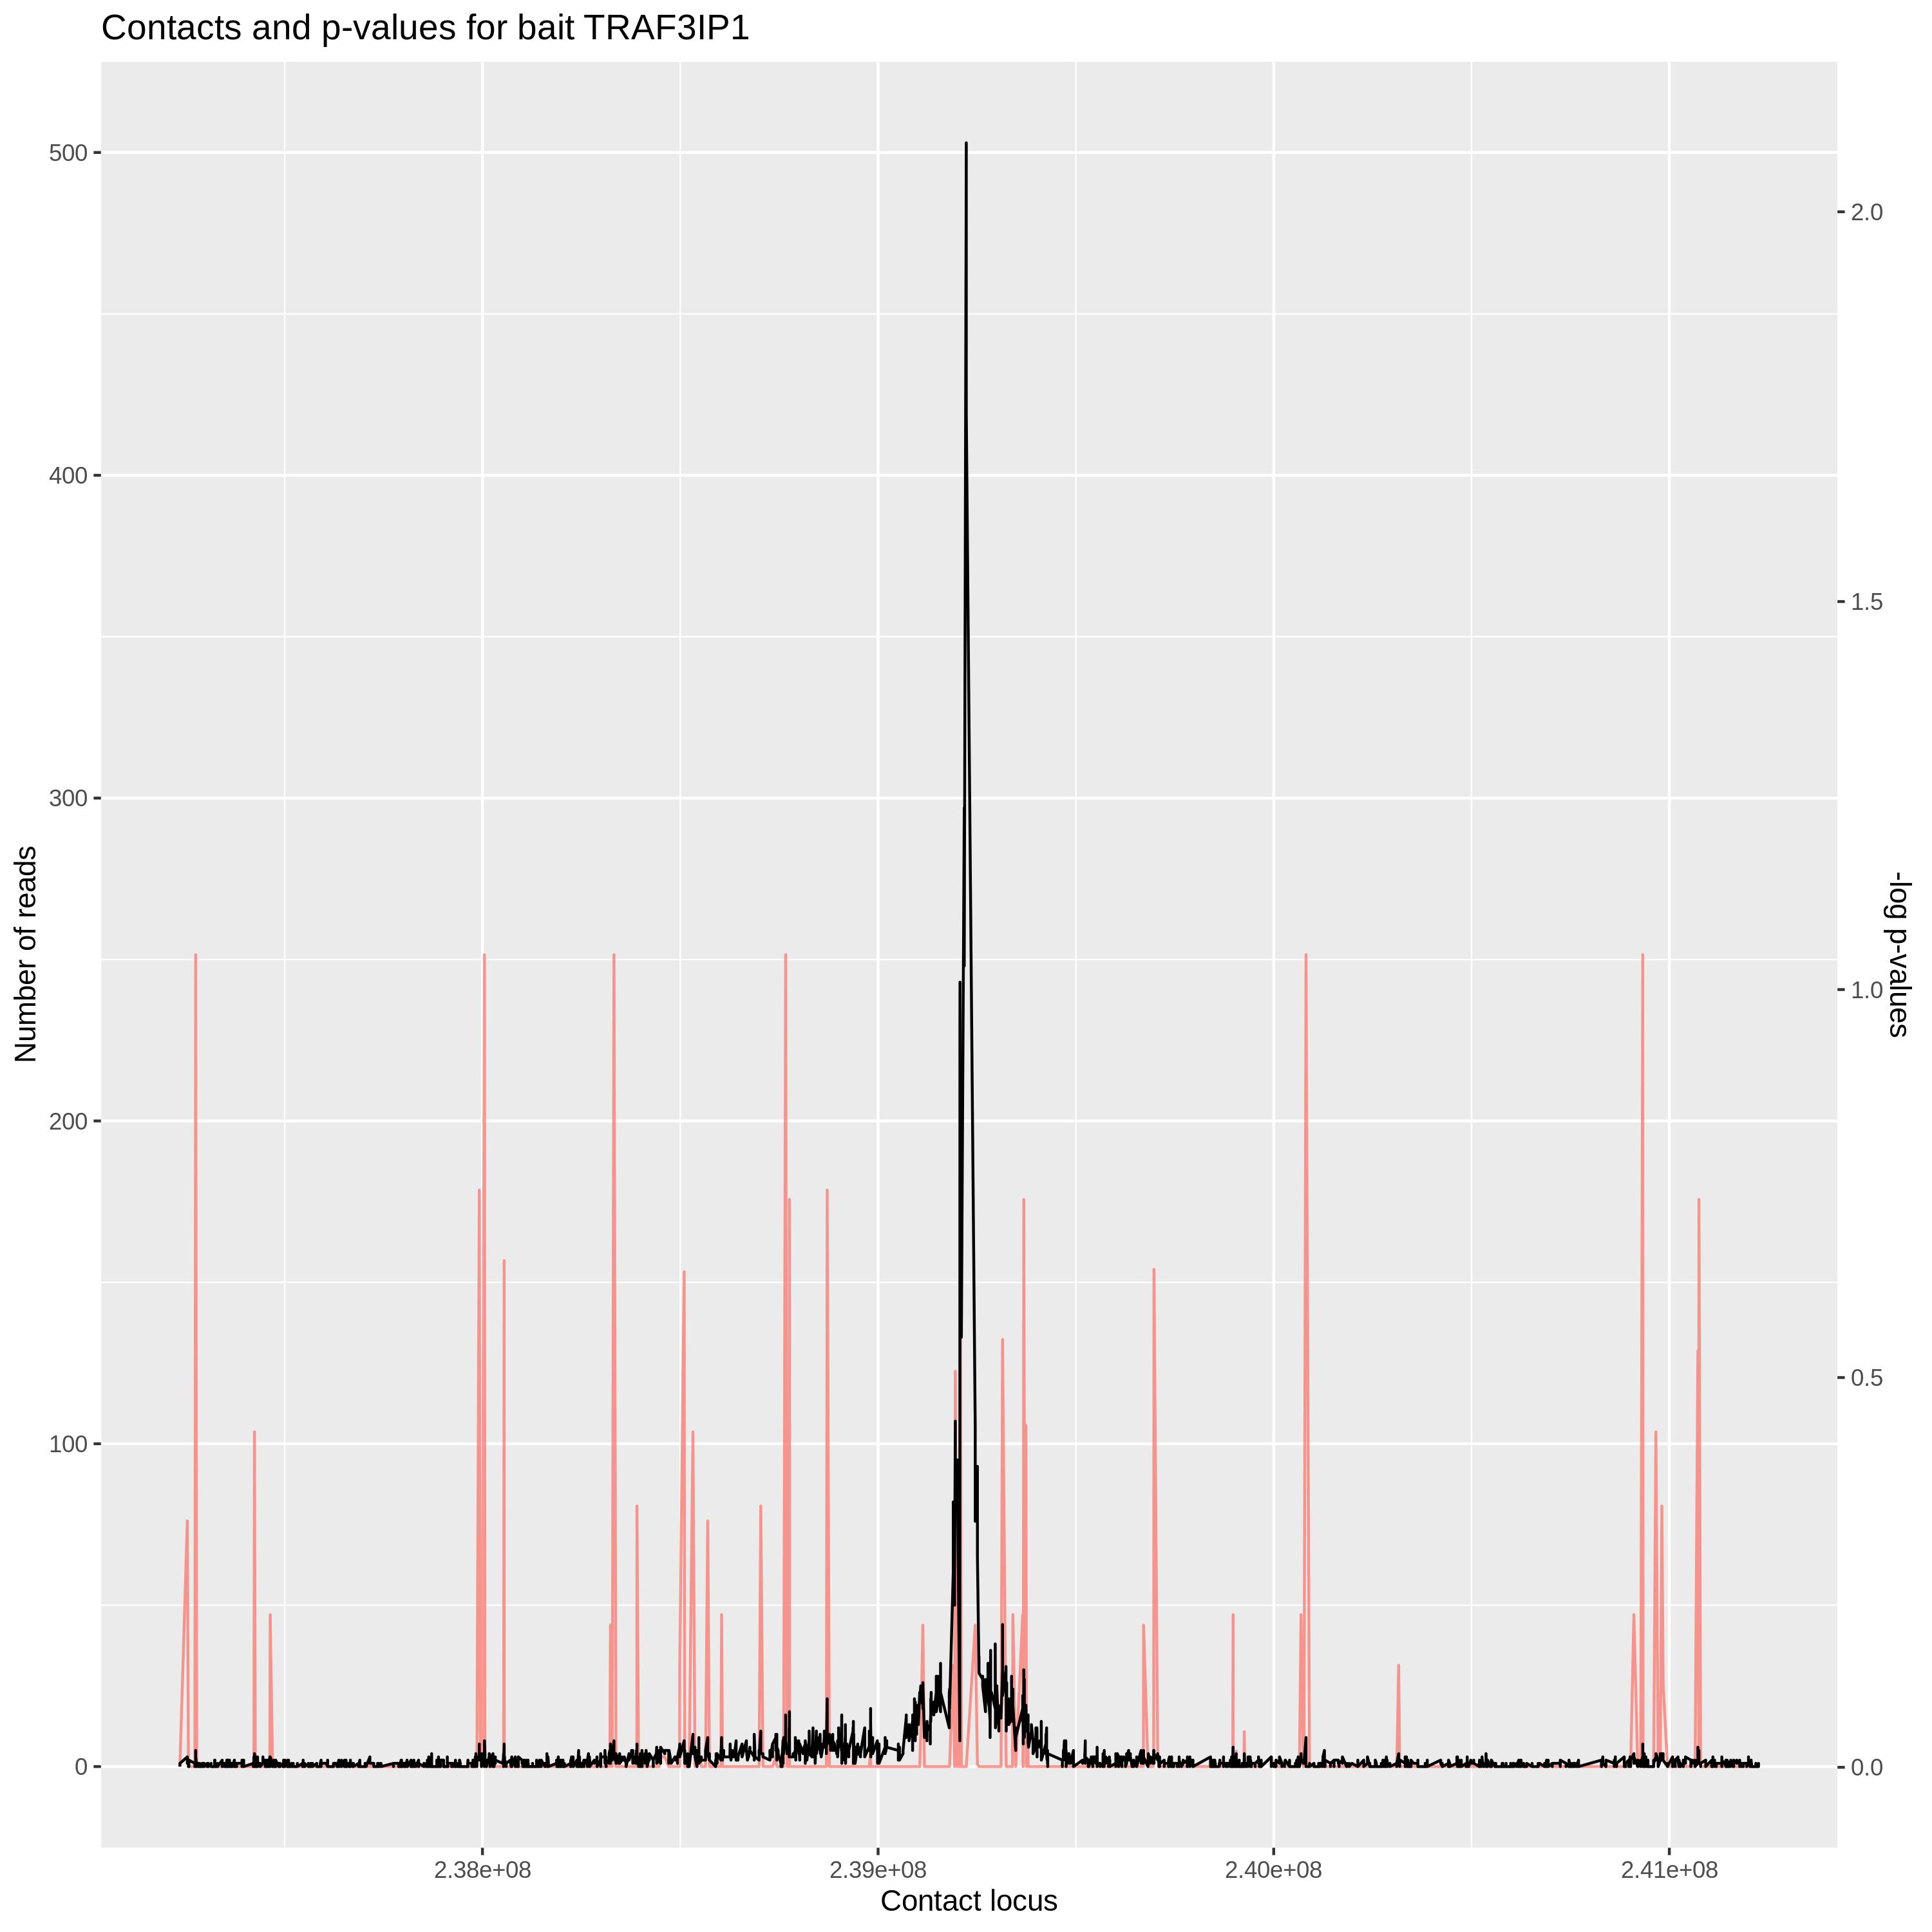 Contacts and p-values for bait TRAF3IP1
Number of reads
500
400
300
200
100
0
2.0
1.5
1.0
0.5
0.0
-log p-values
2.38e+08
2.39e+08
2.40e+08
2.41e+08
Contact locus